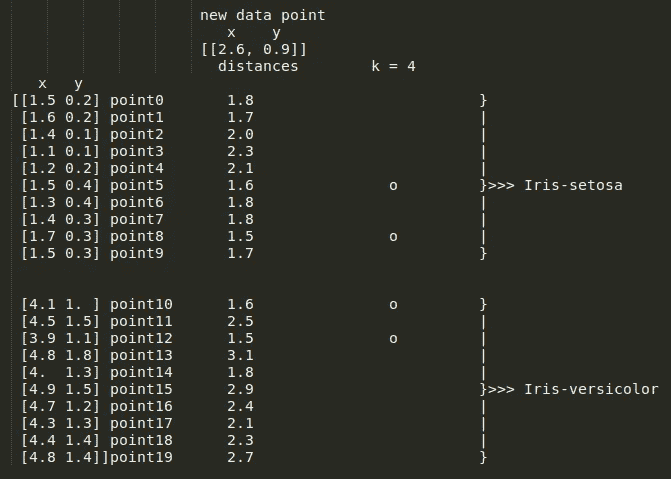 new data point
x y
[[2.6, 0.9]]
distances k = 4
x y
[[1.5 0.2] point0 1.8 }
[1.6 0.2] point1 1.7 |
[1.4 0.1] point2 2.0 |
[1.1 0.1] point3 2.3 |
[1.2 0.2] point4 2.1 |
[1.5 0.4] point5 1.6 o }>>> Iris-setosa
[1.3 0.4] point6 1.8 |
[1.4 0.3] point7 1.8 |
[1.7 0.3] point8 1.5 o |
[1.5 0.3] point9 1.7 }
[4.1 1. ] point10 1.6 o }
[4.5 1.5] point11 2.5 |
[3.9 1.1] point12 1.5 o |
[4.8 1.8] point13 3.1 |
[4. 1.3] point14 1.8 |
[4.9 1.5] point15 2.9 }>>> Iris-versicolor
[4.7 1.2] point16 2.4 |
[4.3 1.3] point17 2.1 |
[4.4 1.4] point18 2.3 |
[4.8 1.4]]point19 2.7 }